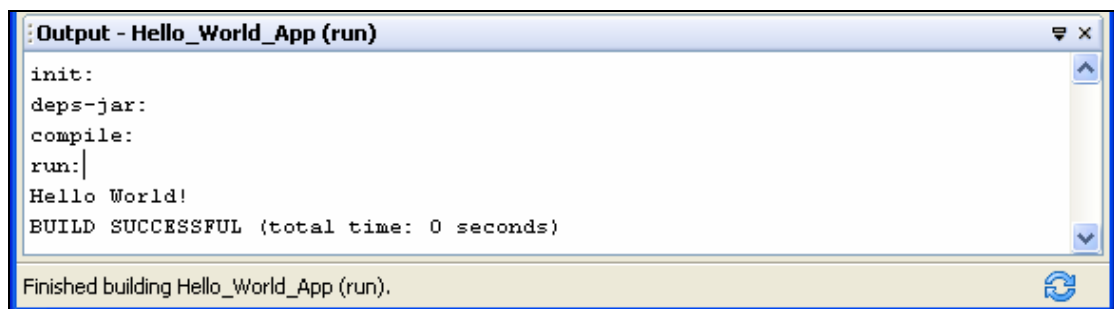 Output - Hello_World_App (run)
init:
deps-jar:
compile:
run:
Hello World!
BUILD SUCCESSFUL (total time: 0 seconds)
Finished building Hello_World_App (run).